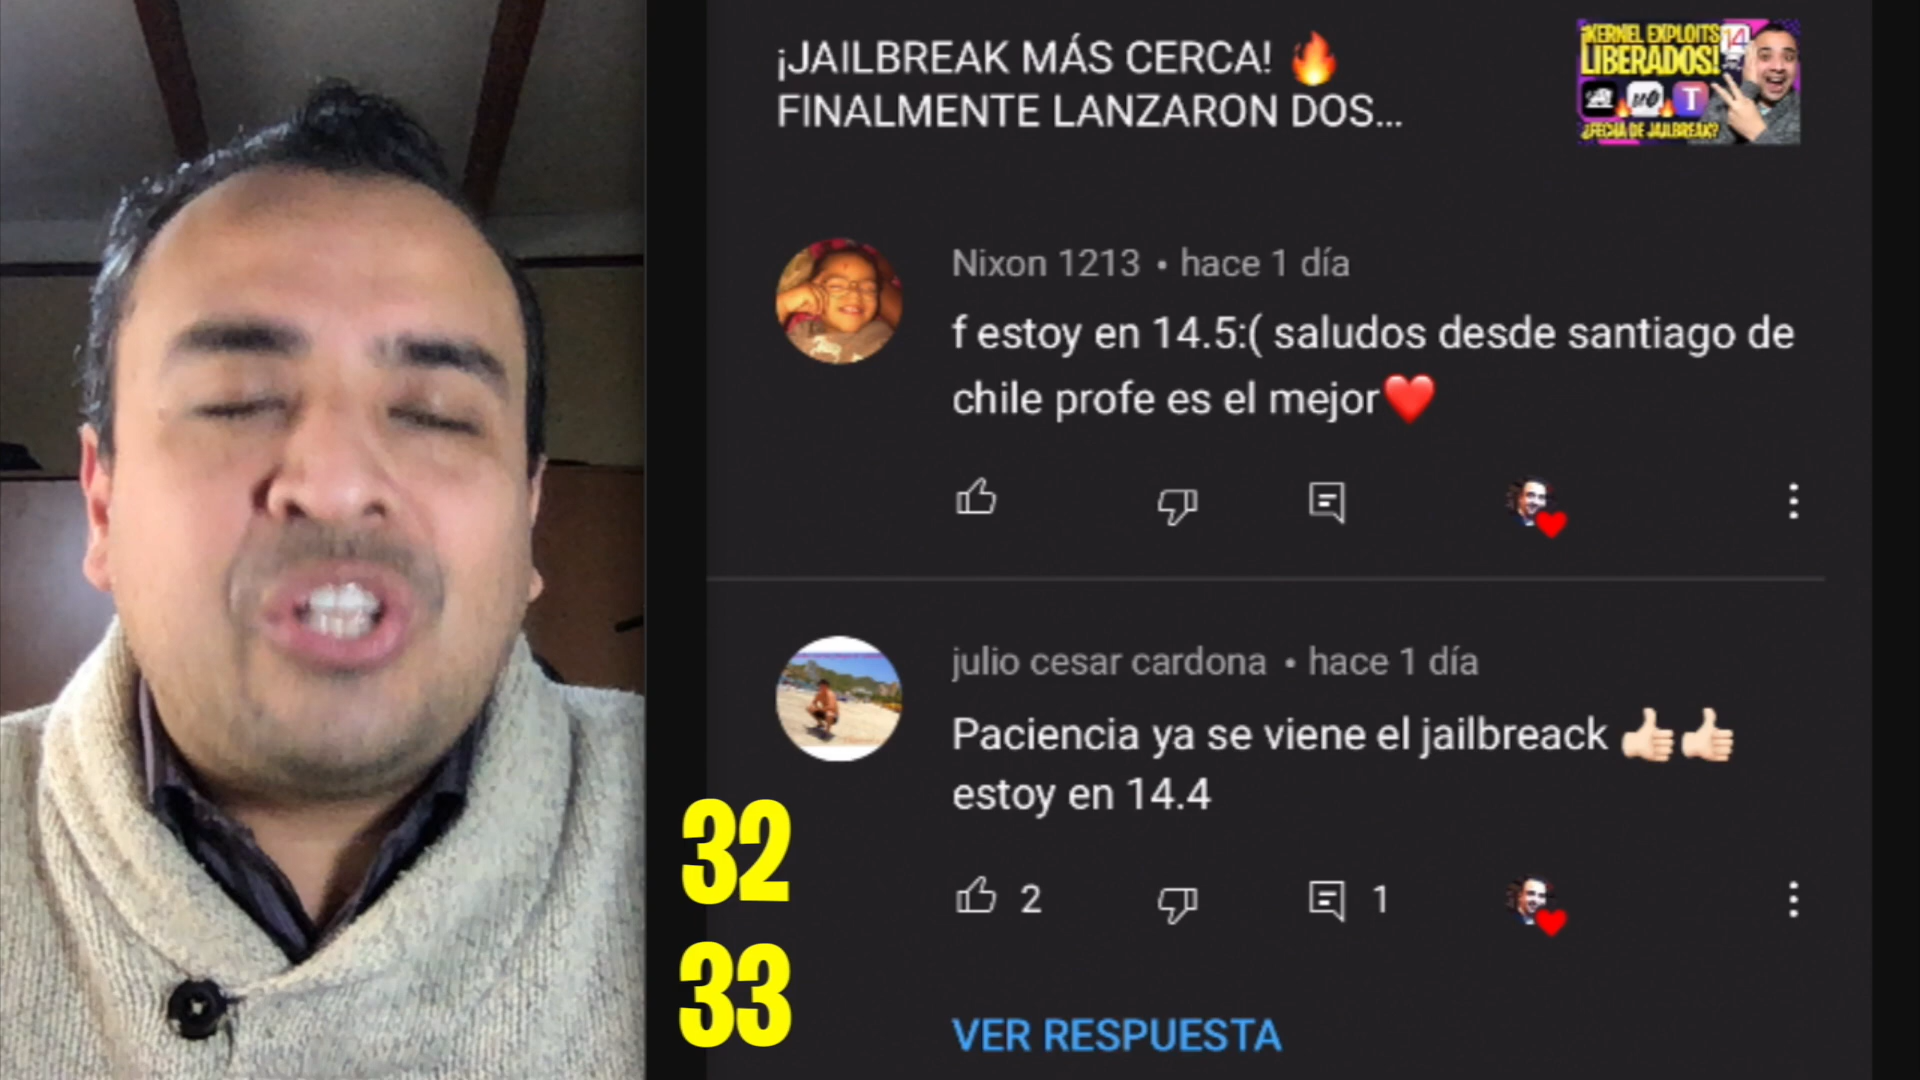 ¡JAILBREAK MÁS CERCA! 🔥
FINALMENTE LANZARON DOS...
¡KERNEL EXPLOITS
14
LIBERADOS!
u0
T
¿FECHA DE JAILBREAK?
Nixon 1213 • hace 1 día
f estoy en 14.5:( saludos desde santiago de
chile profe es el mejor❤️
julio cesar cardona • hace 1 día
Paciencia ya se viene el jailbreack 👍🏻👍🏻
estoy en 14.4
2
1
32
33
VER RESPUESTA